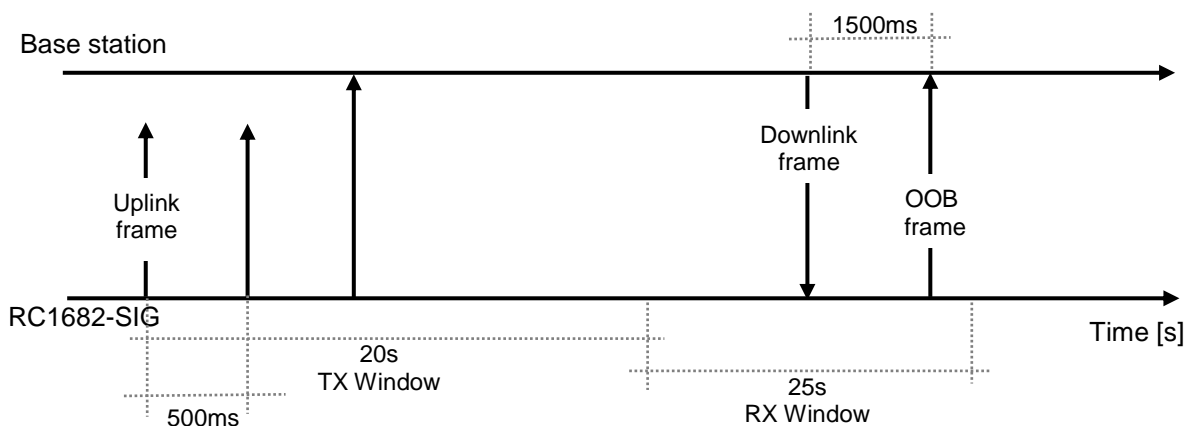 1500ms
Base station
Downlink
frame
Uplink
frame
OOB
frame
RC1682-SIG
Time [s]
20s
TX Window
25s
RX Window
500ms